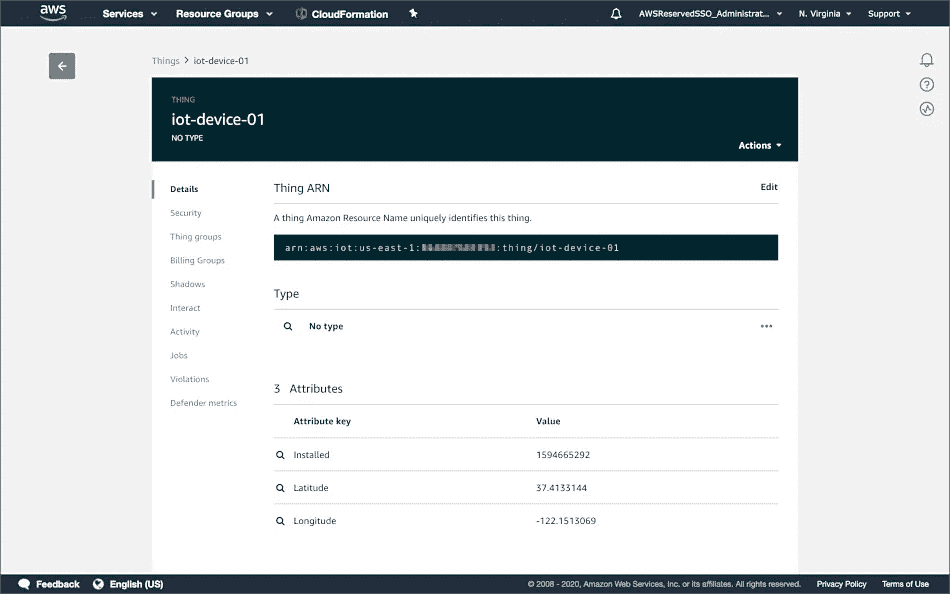 aws Services Resource Groups CloudFormation AWSReservedSSO_Administrat... N. Virginia Support
Things > iot-device-01
THING
iot-device-01
NO TYPE
Actions
Details
Security
Thing groups
Billing Groups
Shadows
Interact
Activity
Jobs
Violations
Defender metrics
Thing ARN Edit
A thing Amazon Resource Name uniquely identifies this thing.
arn:aws:iot:us-east-1: :thing/iot-device-01
Type
No type ...
3 Attributes
Attribute key Value
Installed 1594665292
Latitude 37.4133144
Longitude -122.1513069
Feedback English (US) © 2008 - 2020, Amazon Web Services, Inc. or its affiliates. All rights reserved. Privacy Policy Terms of Use